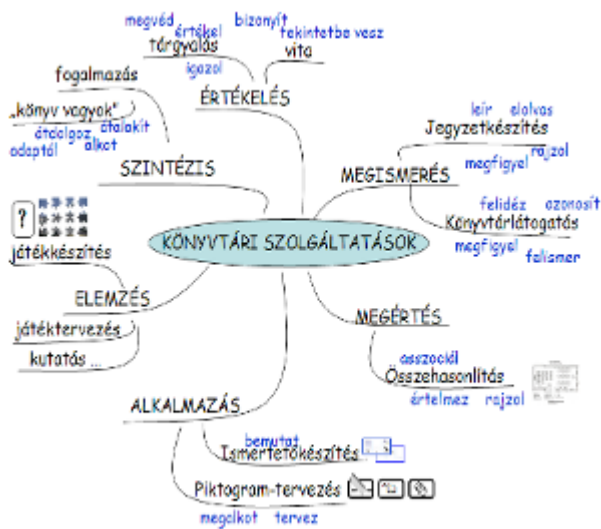 megvéd bizonyít
értékel tekintetbe vesz
tárgyalás vita
igazol
fogalmazás
ÉRTÉKELÉS
„könyv vagyok"
átdolgoz átalakít
adaptál alkot
SZINTÉZIS
leír elolvas
Jegyzetkészítés
megfigyel rajzol
MEGISMERÉS
felidéz azonosít
Könyvtárlátogatás
megfigyel
felismer
KÖNYVTÁRI SZOLGÁLTATÁSOK
?
játékkészítés
ELEMZÉS
játéktervezés
kutatás ...
MEGÉRTÉS
asszociál
Összehasonlítás
értelmez rajzol
ALKALMAZÁS
bemutat
Ismertetőkészítés
Piktogram-tervezés
megalkot tervez